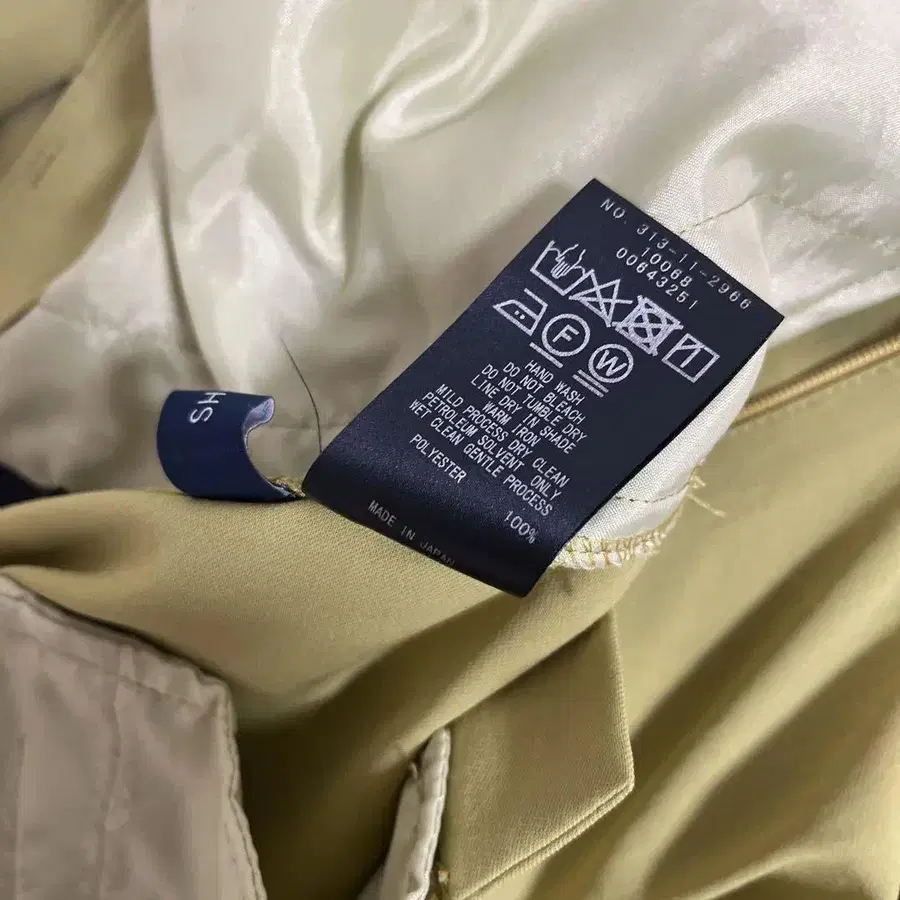 NO. 313-11-2966
10068
00643251
F W
HAND WASH
DO NOT BLEACH
DO NOT TUMBLE DRY
LINE DRY IN SHADE
WARM IRON
MILD PROCESS DRY CLEAN
PETROLEUM SOLVENT ONLY
WET CLEAN GENTLE PROCESS
POLYESTER 100%
MADE IN JAPAN